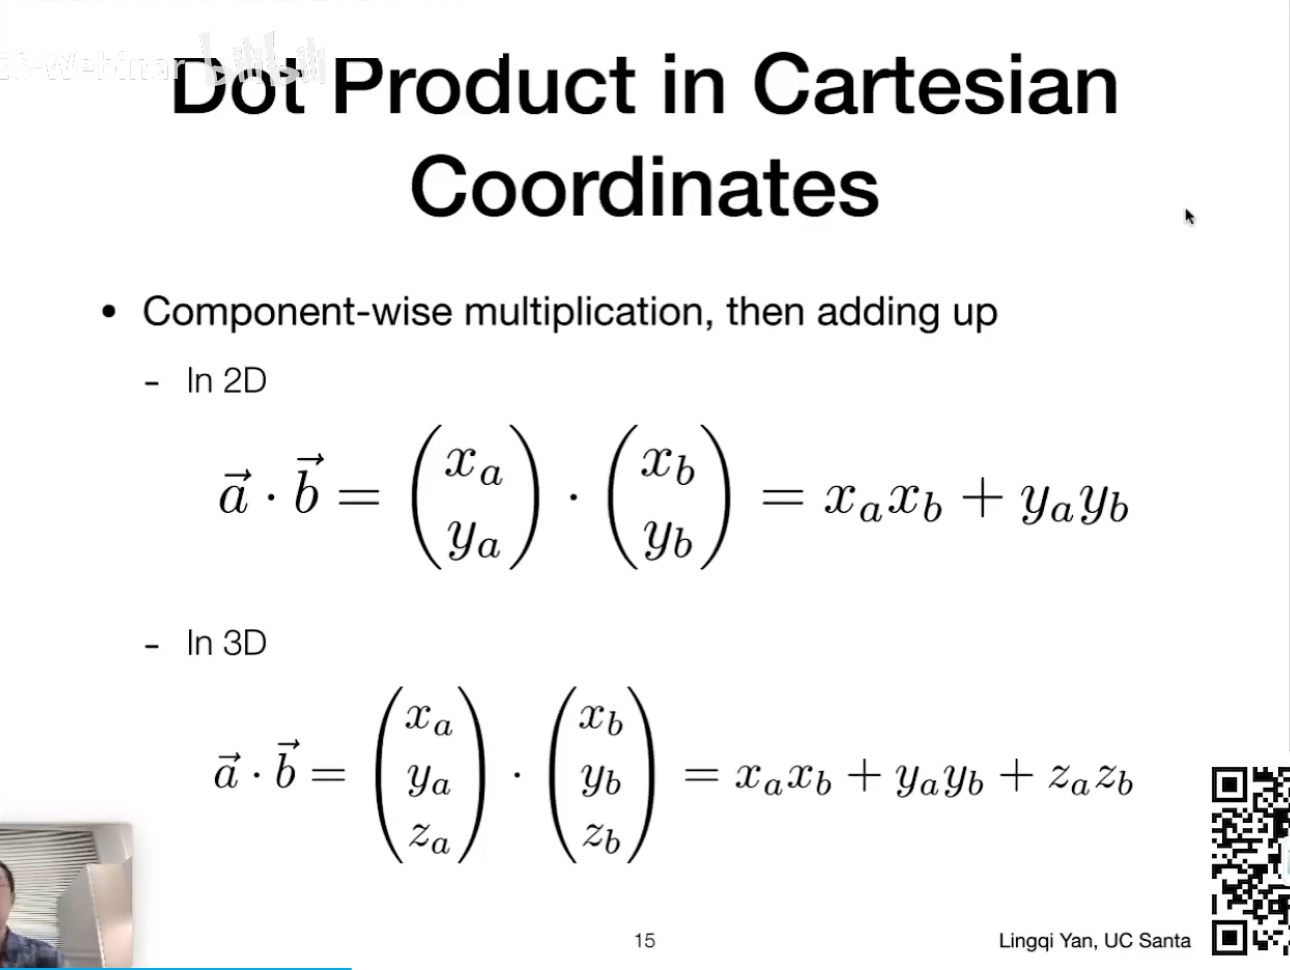 Webinar bilibili
Dot Product in Cartesian
Coordinates
• Component-wise multiplication, then adding up
- In 2D
$\vec{a} \cdot \vec{b} = \begin{pmatrix} x_a \\ y_a \end{pmatrix} \cdot \begin{pmatrix} x_b \\ y_b \end{pmatrix} = x_a x_b + y_a y_b$
- In 3D
$\vec{a} \cdot \vec{b} = \begin{pmatrix} x_a \\ y_a \\ z_a \end{pmatrix} \cdot \begin{pmatrix} x_b \\ y_b \\ z_b \end{pmatrix} = x_a x_b + y_a y_b + z_a z_b$
15
Lingqi Yan, UC Santa